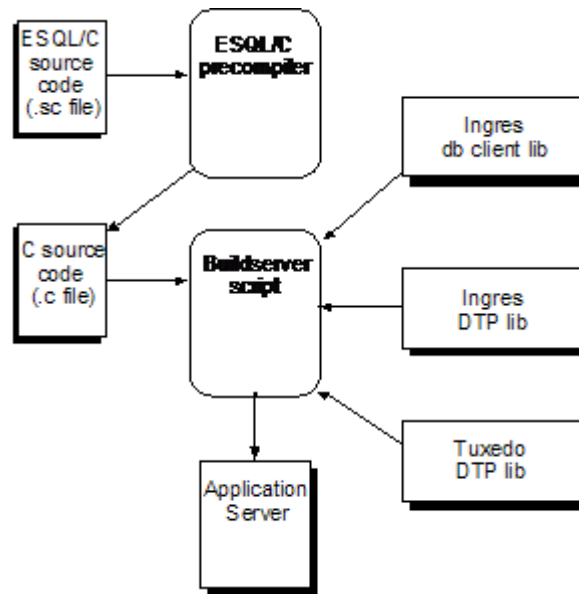 ESQL/C
source
code
(.sc file)
ESQL/C
precompiler
Ingres
db client lib
C source
code
(.c file)
Buildserver
script
Ingres
DTP lib
Tuxedo
DTP lib
Application
Server